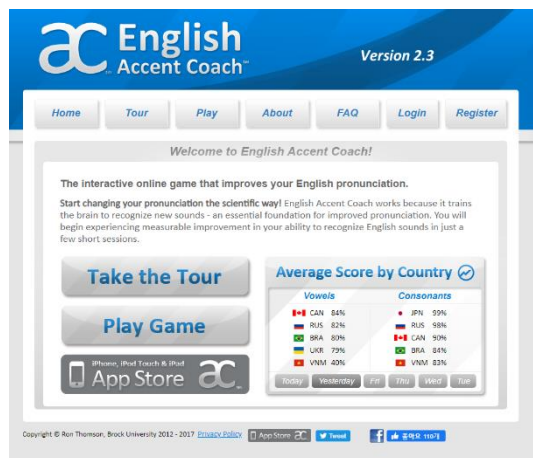 English
Accent Coach™
Version 2.3
Home Tour Play About FAQ Login Register
Welcome to English Accent Coach!
The interactive online game that improves your English pronunciation.
Start changing your pronunciation the scientific way! English Accent Coach works because it trains
the brain to recognize new sounds - an essential foundation for improved pronunciation. You will
begin experiencing measurable improvement in your ability to recognize English sounds in just a
few short sessions.
Take the Tour
Play Game
iPhone, iPod Touch & iPad
App Store
Average Score by Country
Vowels Consonants
CAN 84% JPN 99%
RUS 82% RUS 98%
BRA 80% CAN 90%
UKR 79% BRA 84%
VNM 40% VNM 83%
Today Yesterday Fri Thu Wed Tue
Copyright © Ron Thomson, Brock University 2012 - 2017 Privacy Policy App Store Tweet 좋아요 110개